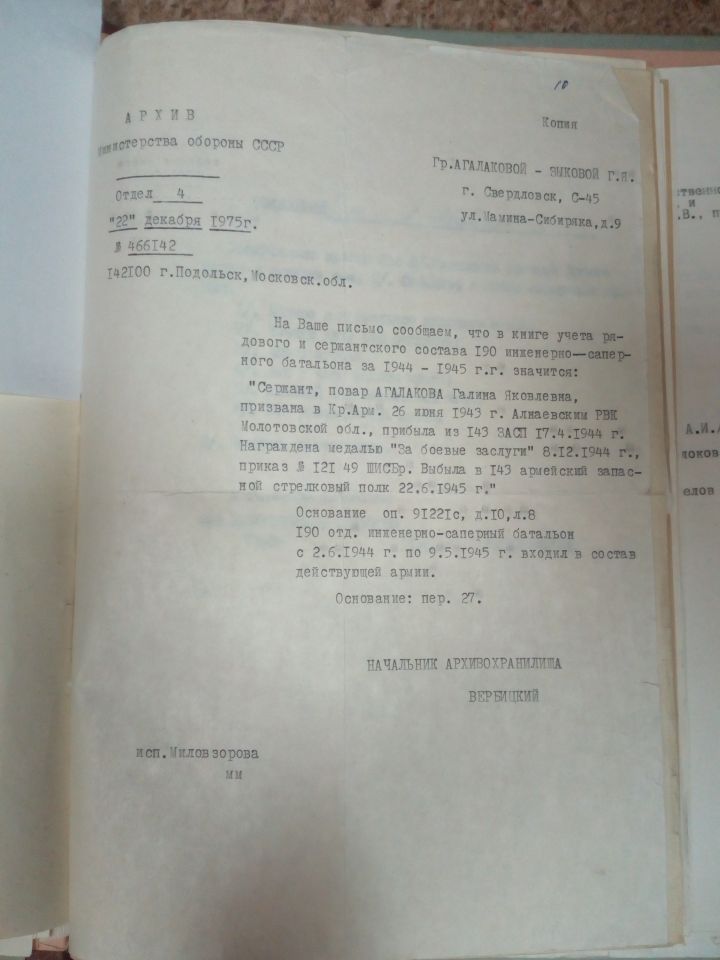 10
АРХИВ
Министерства обороны СССР
Копия
Отдел 4
"22" декабря 1975г.
№ 466142
142100 г.Подольск,Московск.обл.
Гр.АГАЛАКОВОЙ - ЗЫКОВОЙ Г.Я.
г. Свердловск, С-45
ул.Мамина-Сибиряка,д.9
На Ваше письмо сообщаем, что в книге учета ря-
дового и сержантского состава 190 инженерно—сапер-
ного батальона за 1944 - 1945 г.г. значится:
"Сержант, повар АГАЛАКОВА Галина Яковлевна,
призвана в Кр.Арм. 26 июня 1943 г. Алнаевским РВК
Молотовской обл., прибыла из 143 ЗАСП 17.4.1944 г.
Награждена медалью "За боевые заслуги" 8.12.1944 г.,
приказ № 121 49 ШИСБр. Выбыла в 143 армейский запас-
ной стрелковый полк 22.6.1945 г."
Основание оп. 91221с, д.10,л.8
190 отд. инженерно-саперный батальон
с 2.6.1944 г. по 9.5.1945 г. входил в состав
действующей армии.
Основание: пер. 27.
НАЧАЛЬНИК АРХИВОХРАНИЛИЩА
ВЕРБИЦКИЙ
исп.Миловзорова
мм